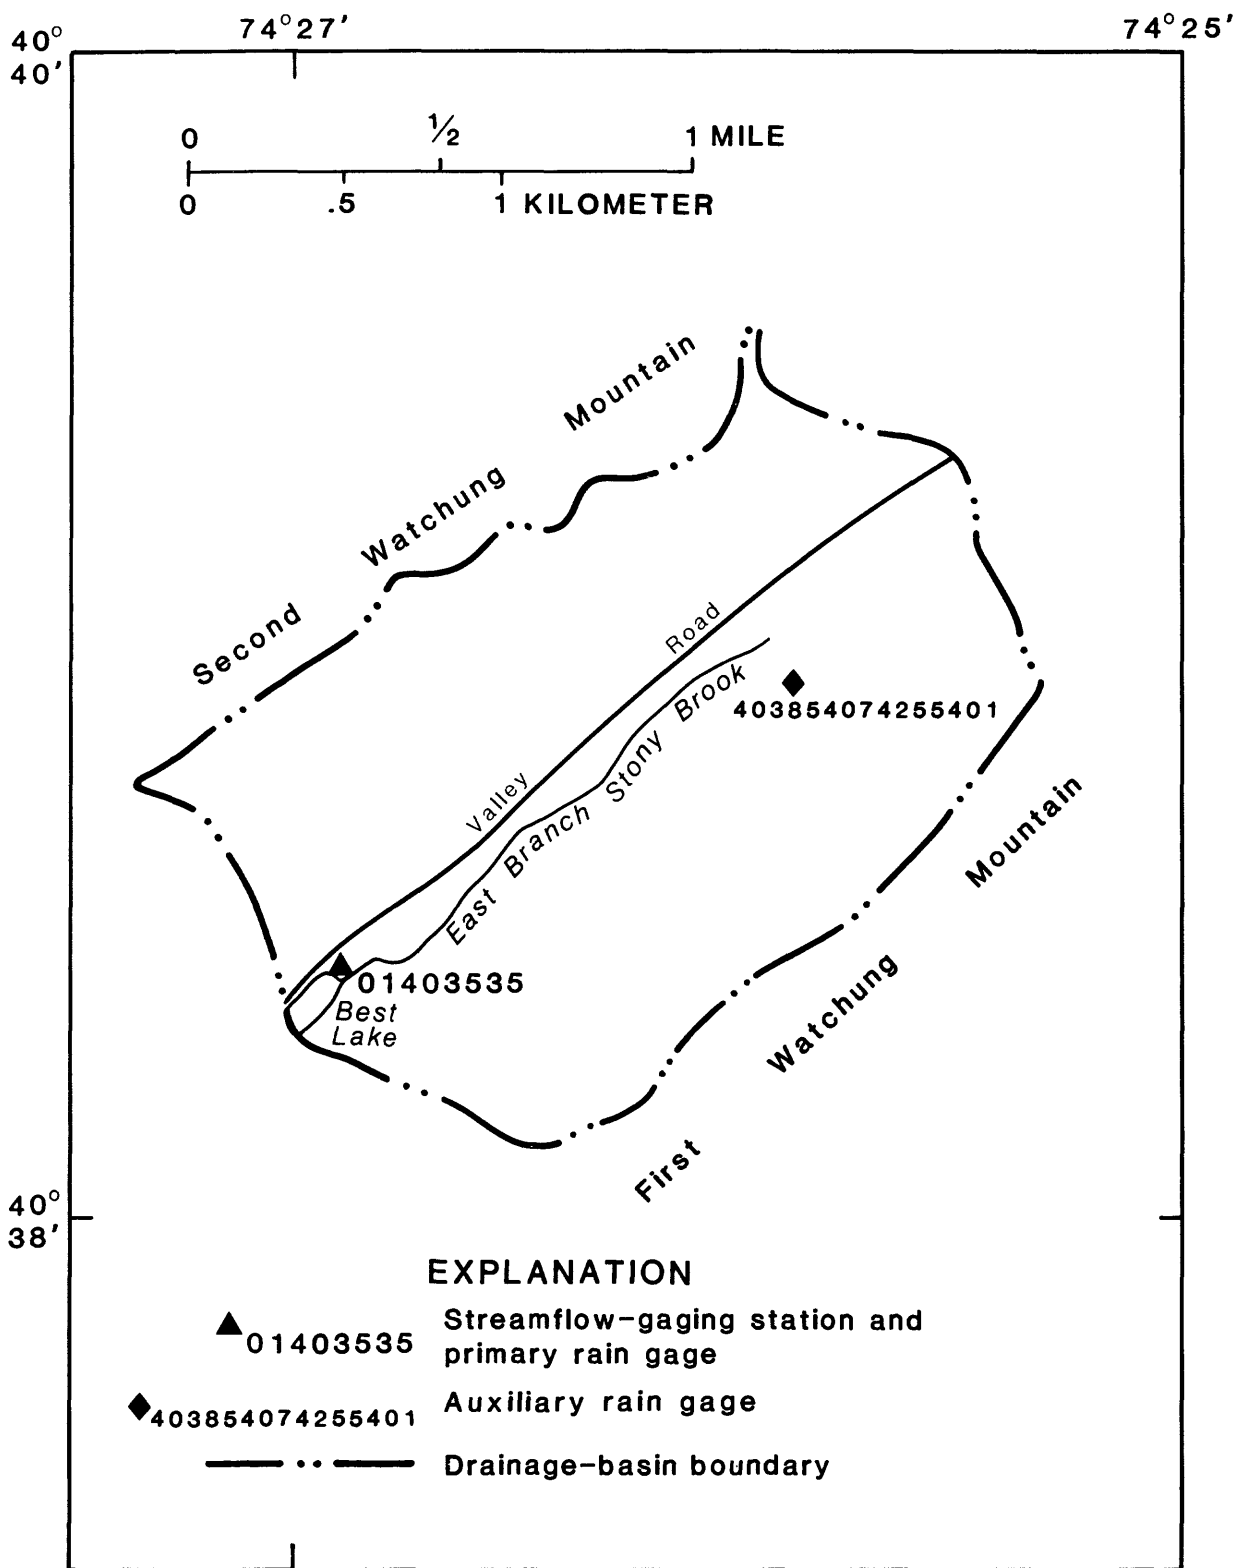 40°
40'
74°27'
74°25'
0 1/2 1 MILE
0 .5 1 KILOMETER
Second Watchung Mountain
Valley Road
East Branch Stony Brook
403854074255401
01403535
Best
Lake
First Watchung Mountain
40°
38'
EXPLANATION
01403535 Streamflow-gaging station and
primary rain gage
403854074255401 Auxiliary rain gage
Drainage-basin boundary